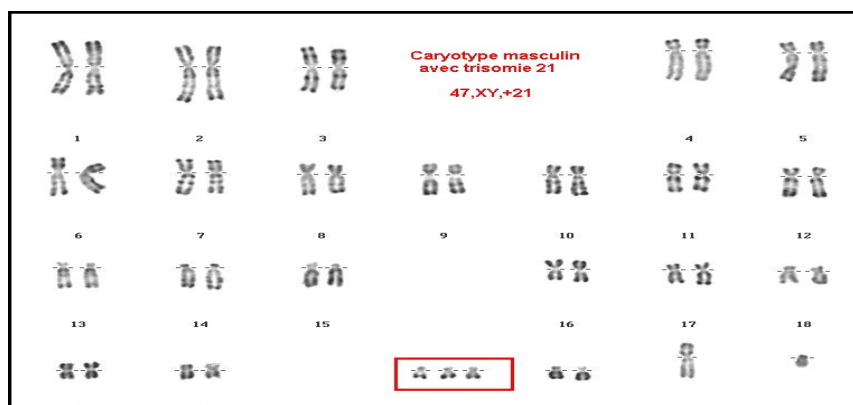 Caryotype masculin
avec trisomie 21
47,XY,+21
1 2 3 4 5
6 7 8 9 10 11 12
13 14 15 16 17 18